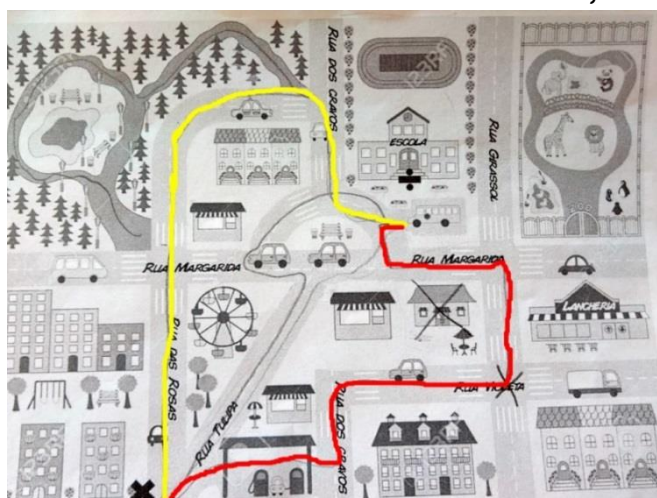 RUA DOS CRAVOS
ESCOLA
RUA GIRASSOL
RUA MARGARIDA
RUA MARGARIDA
LANCHERIA
RUA DAS ROSAS
RUA TULIPA
RUA DOS CRAVOS
RUA VIOLETA